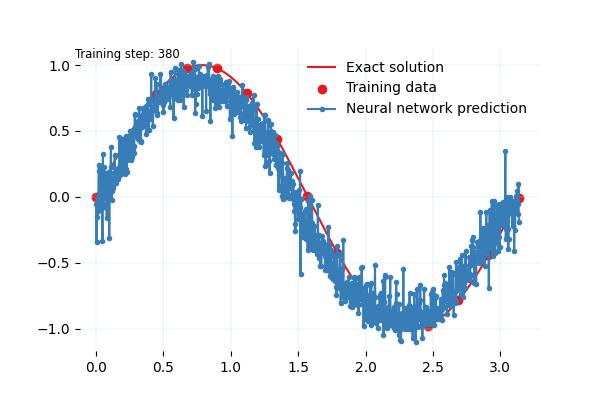 Training step: 380
Exact solution
Training data
Neural network prediction
1.0
0.5
0.0
−0.5
−1.0
0.0 0.5 1.0 1.5 2.0 2.5 3.0